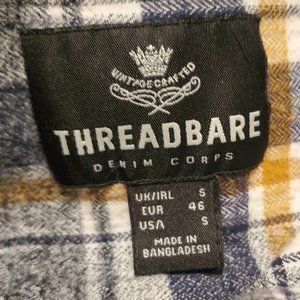 VINTAGE CRAFTED
THREADBARE
DENIM CORPS
UK/IRL S
EUR 46
USA S
MADE IN
BANGLADESH